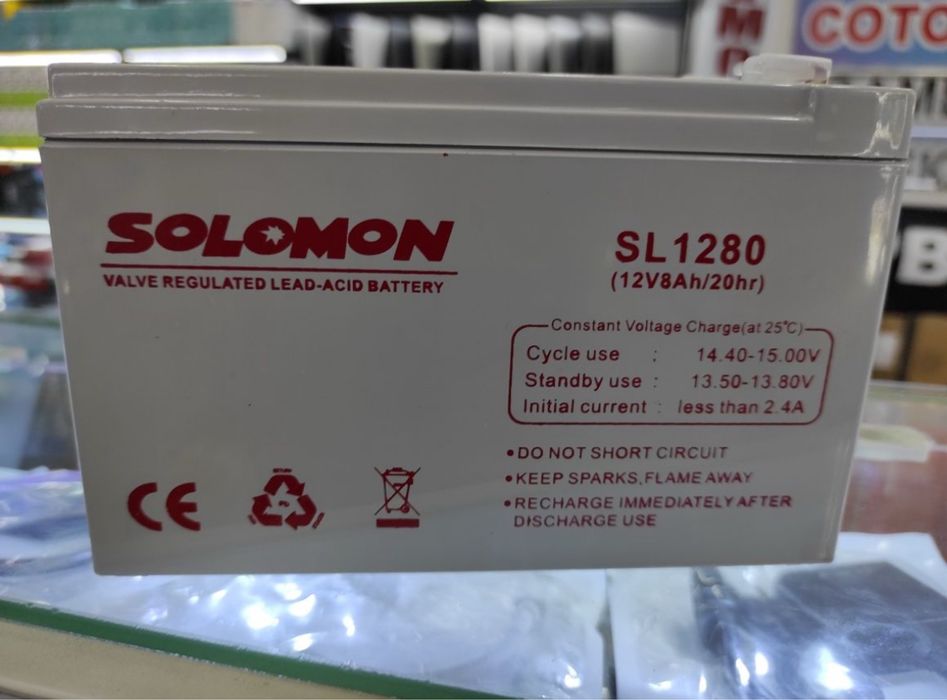 COTO
SOLOMON
VALVE REGULATED LEAD-ACID BATTERY
SL1280
(12V8Ah/20hr)
Constant Voltage Charge(at 25°C)
Cycle use : 14.40-15.00V
Standby use : 13.50-13.80V
Initial current : less than 2.4A
•DO NOT SHORT CIRCUIT
•KEEP SPARKS,FLAME AWAY
•RECHARGE IMMEDIATELY AFTER
DISCHARGE USE
CE